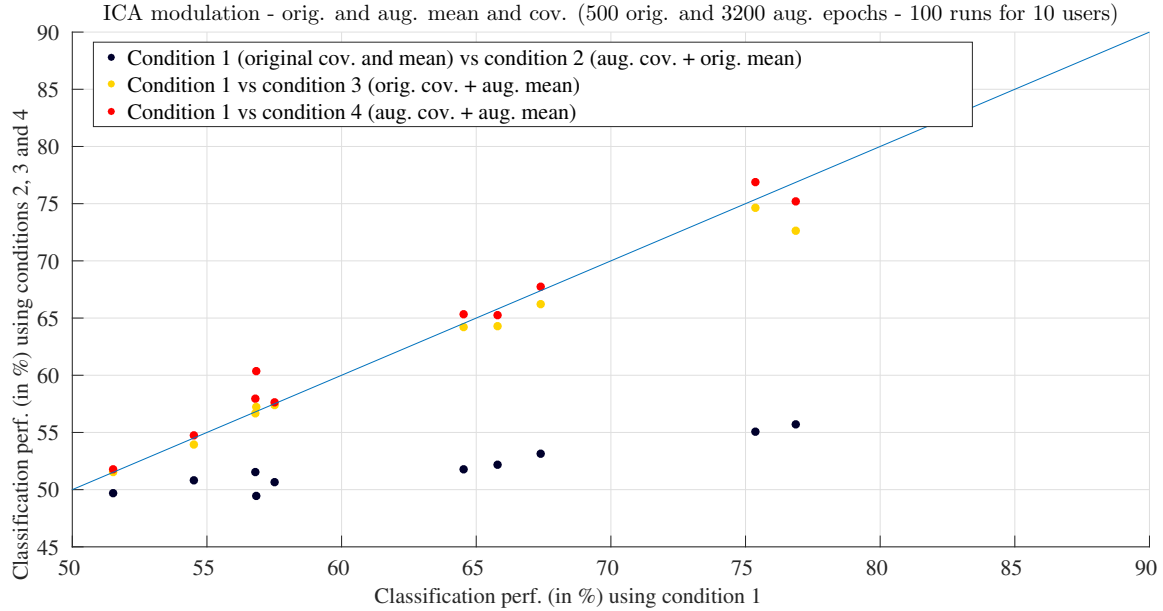 ICA modulation - orig. and aug. mean and cov. (500 orig. and 3200 aug. epochs - 100 runs for 10 users)
Condition 1 (original cov. and mean) vs condition 2 (aug. cov. + orig. mean)
Condition 1 vs condition 3 (orig. cov. + aug. mean)
Condition 1 vs condition 4 (aug. cov. + aug. mean)
Classification perf. (in %) using conditions 2, 3 and 4
90
85
80
75
70
65
60
55
50
45
50 55 60 65 70 75 80 85 90
Classification perf. (in %) using condition 1